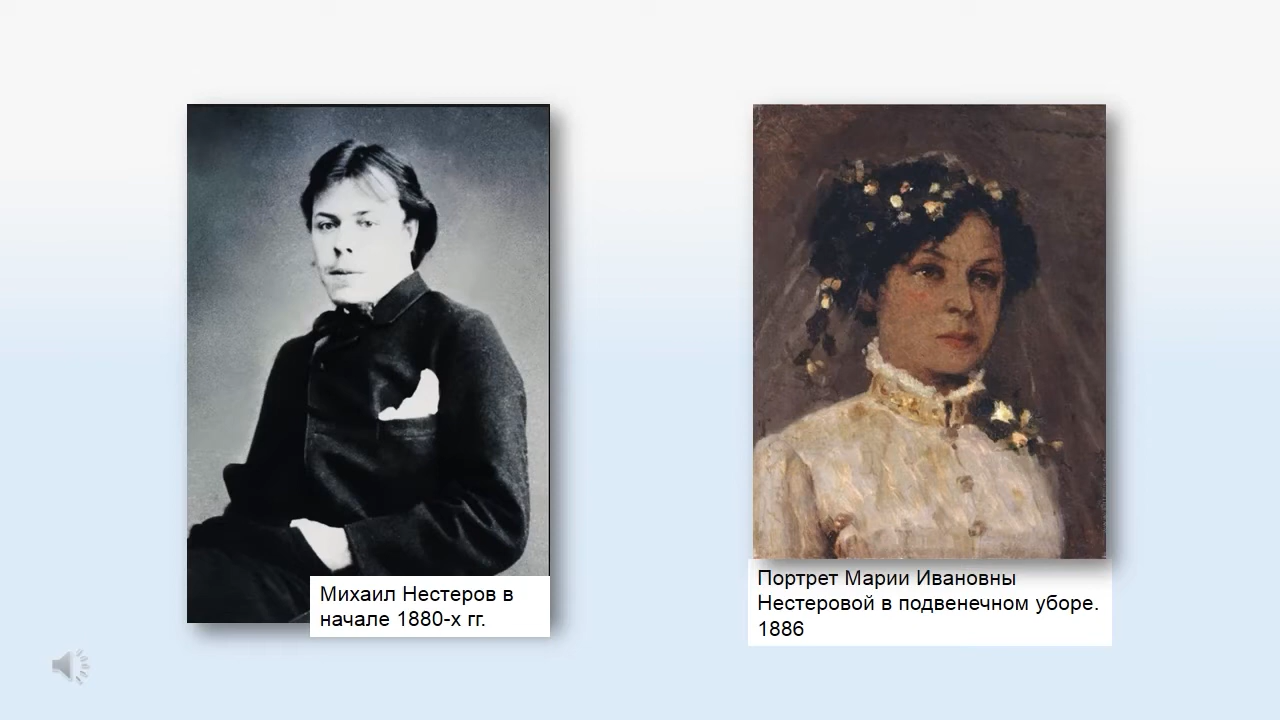 Михаил Нестеров в
начале 1880-х гг.
Портрет Марии Ивановны
Нестеровой в подвенечном уборе.
1886